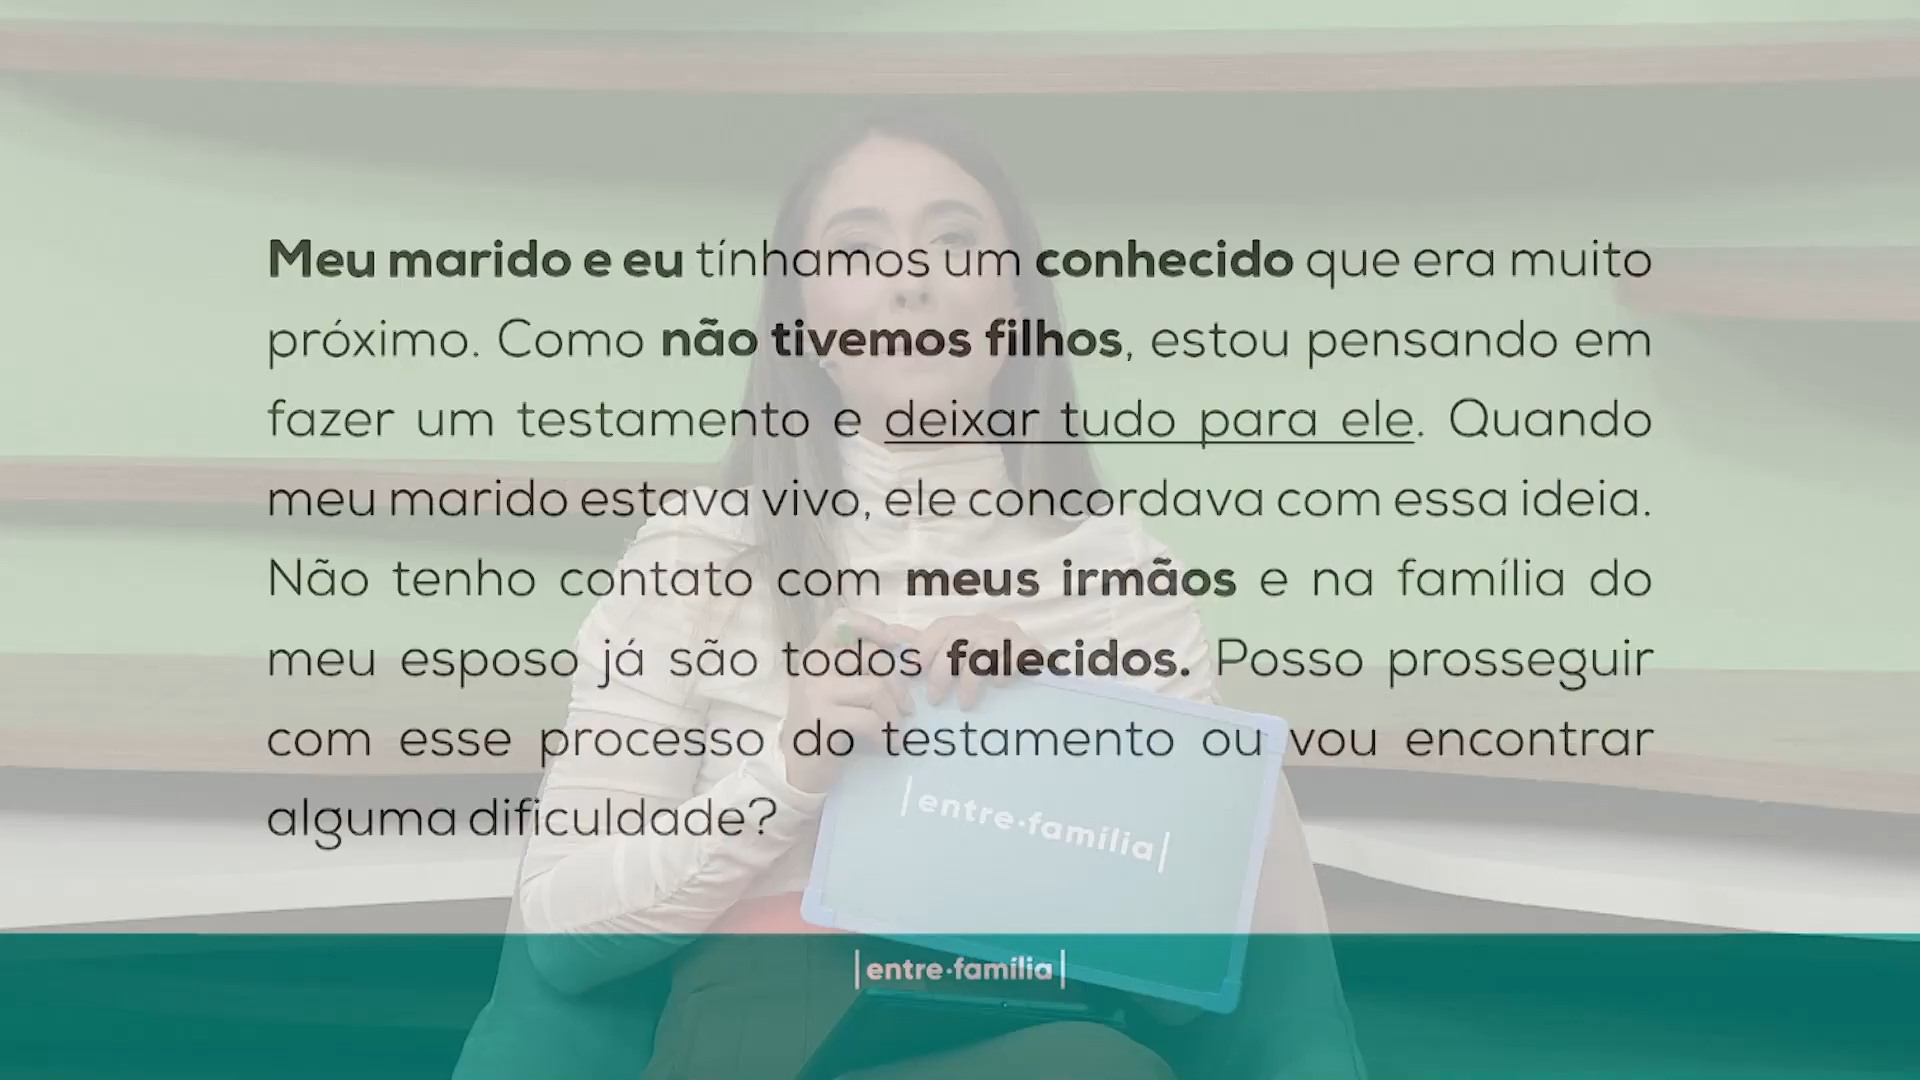 Meu marido e eu tínhamos um conhecido que era muito
próximo. Como não tivemos filhos, estou pensando em
fazer um testamento e deixar tudo para ele. Quando
meu marido estava vivo, ele concordava com essa ideia.
Não tenho contato com meus irmãos e na família do
meu esposo já são todos falecidos. Posso prosseguir
com esse processo do testamento ou vou encontrar
alguma dificuldade?
|entre·família|
|entre·família|